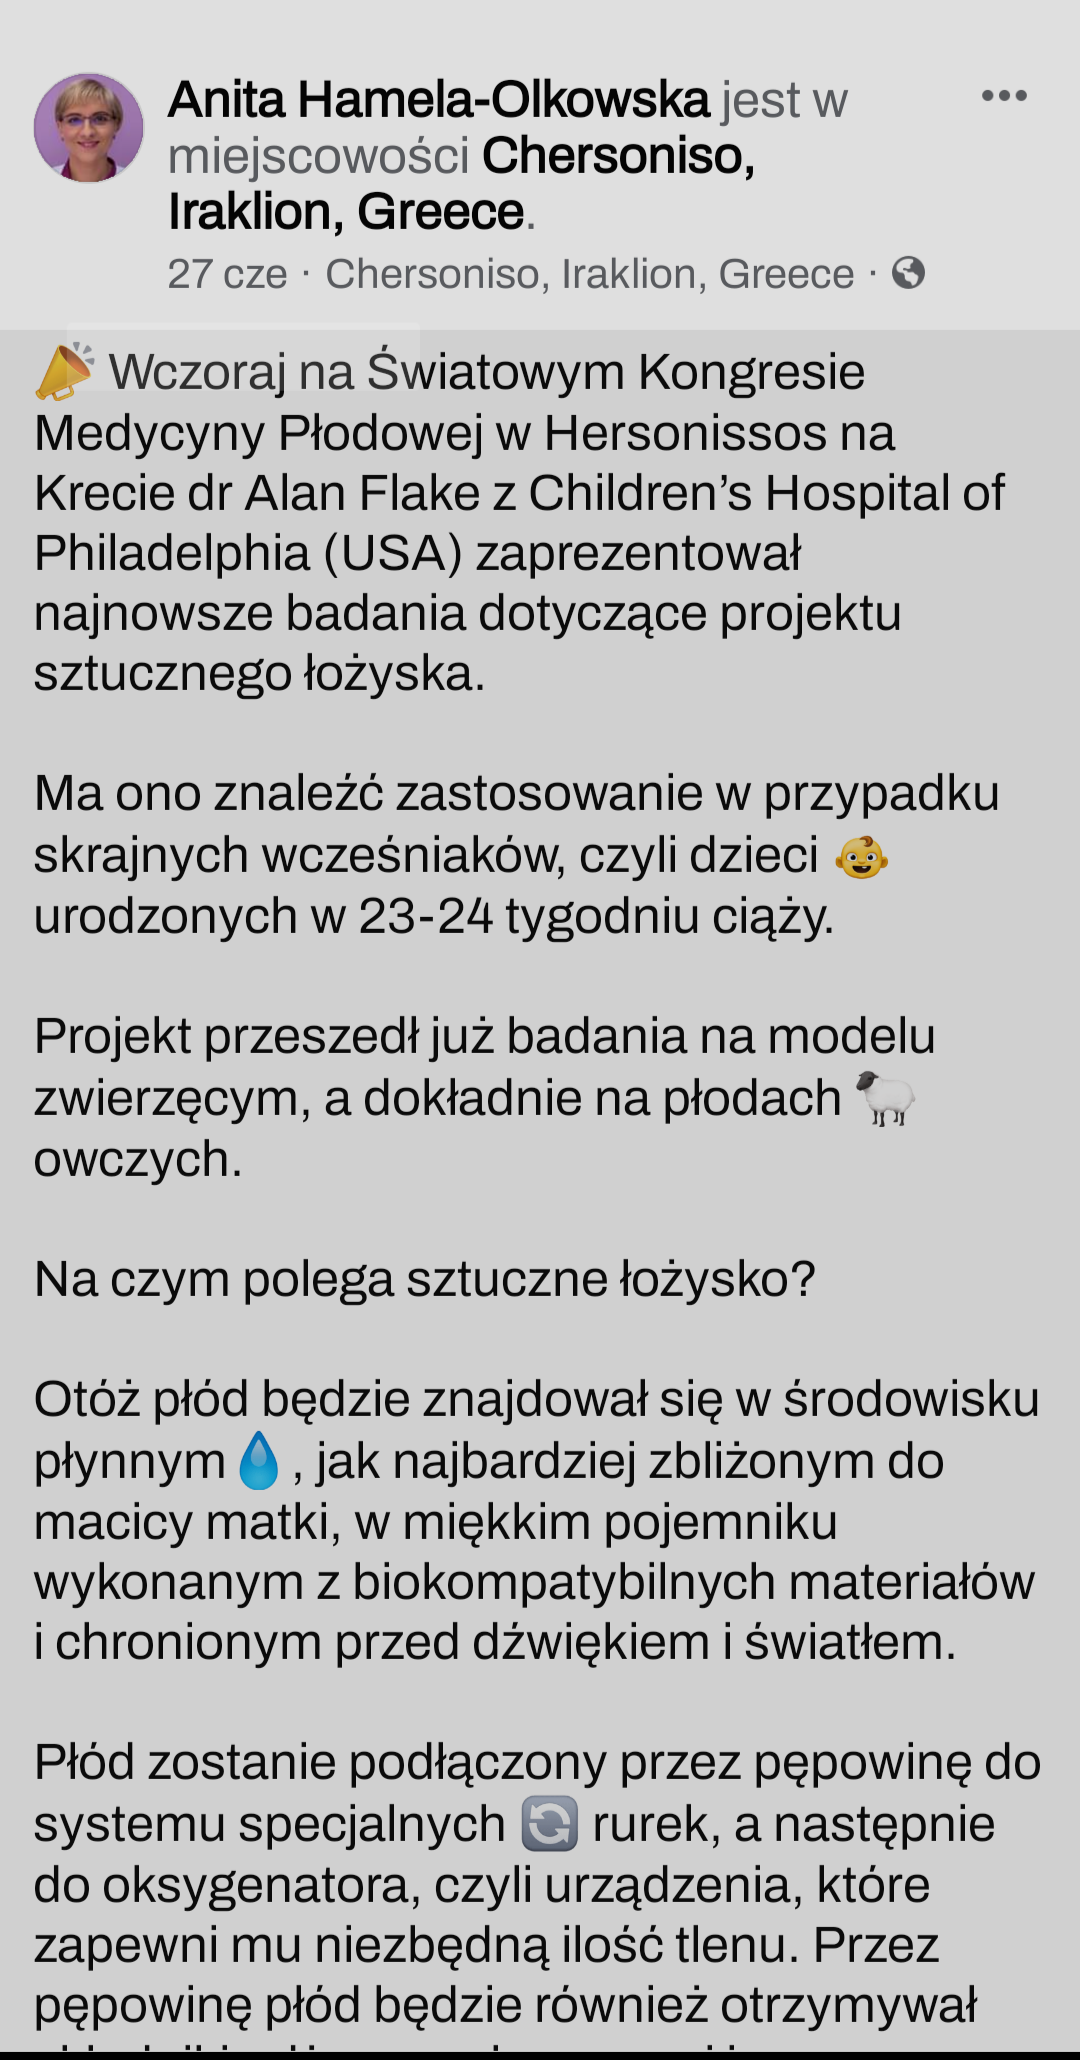 Anita Hamela-Olkowska jest w
miejscowości Chersoniso,
Iraklion, Greece.
27 cze · Chersoniso, Iraklion, Greece ·
Wczoraj na Światowym Kongresie
Medycyny Płodowej w Hersonissos na
Krecie dr Alan Flake z Children’s Hospital of
Philadelphia (USA) zaprezentował
najnowsze badania dotyczące projektu
sztucznego łożyska.
Ma ono znaleźć zastosowanie w przypadku
skrajnych wcześniaków, czyli dzieci 👶
urodzonych w 23-24 tygodniu ciąży.
Projekt przeszedł już badania na modelu
zwierzęcym, a dokładnie na płodach 🐑
owczych.
Na czym polega sztuczne łożysko?
Otóż płód będzie znajdował się w środowisku
płynnym💧, jak najbardziej zbliżonym do
macicy matki, w miękkim pojemniku
wykonanym z biokompatybilnych materiałów
i chronionym przed dźwiękiem i światłem.
Płód zostanie podłączony przez pępowinę do
systemu specjalnych 🔄 rurek, a następnie
do oksygenatora, czyli urządzenia, które
zapewni mu niezbędną ilość tlenu. Przez
pępowinę płód będzie również otrzymywał